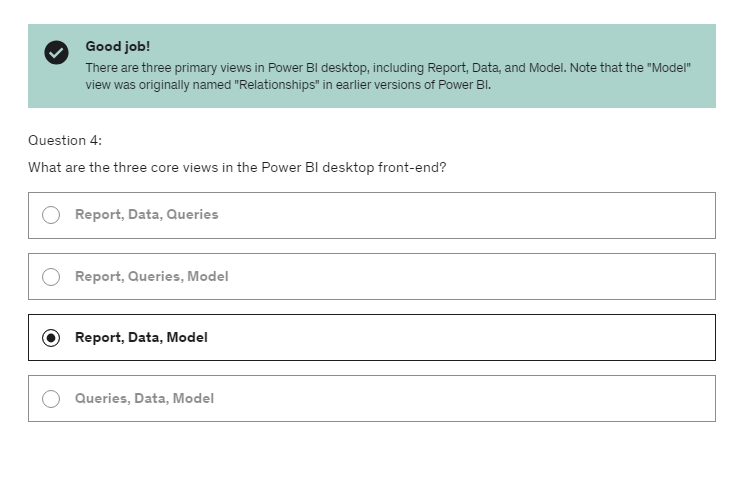 Good job!
There are three primary views in Power BI desktop, including Report, Data, and Model. Note that the "Model"
view was originally named "Relationships" in earlier versions of Power BI.
Question 4:
What are the three core views in the Power BI desktop front-end?
Report, Data, Queries
Report, Queries, Model
Report, Data, Model
Queries, Data, Model